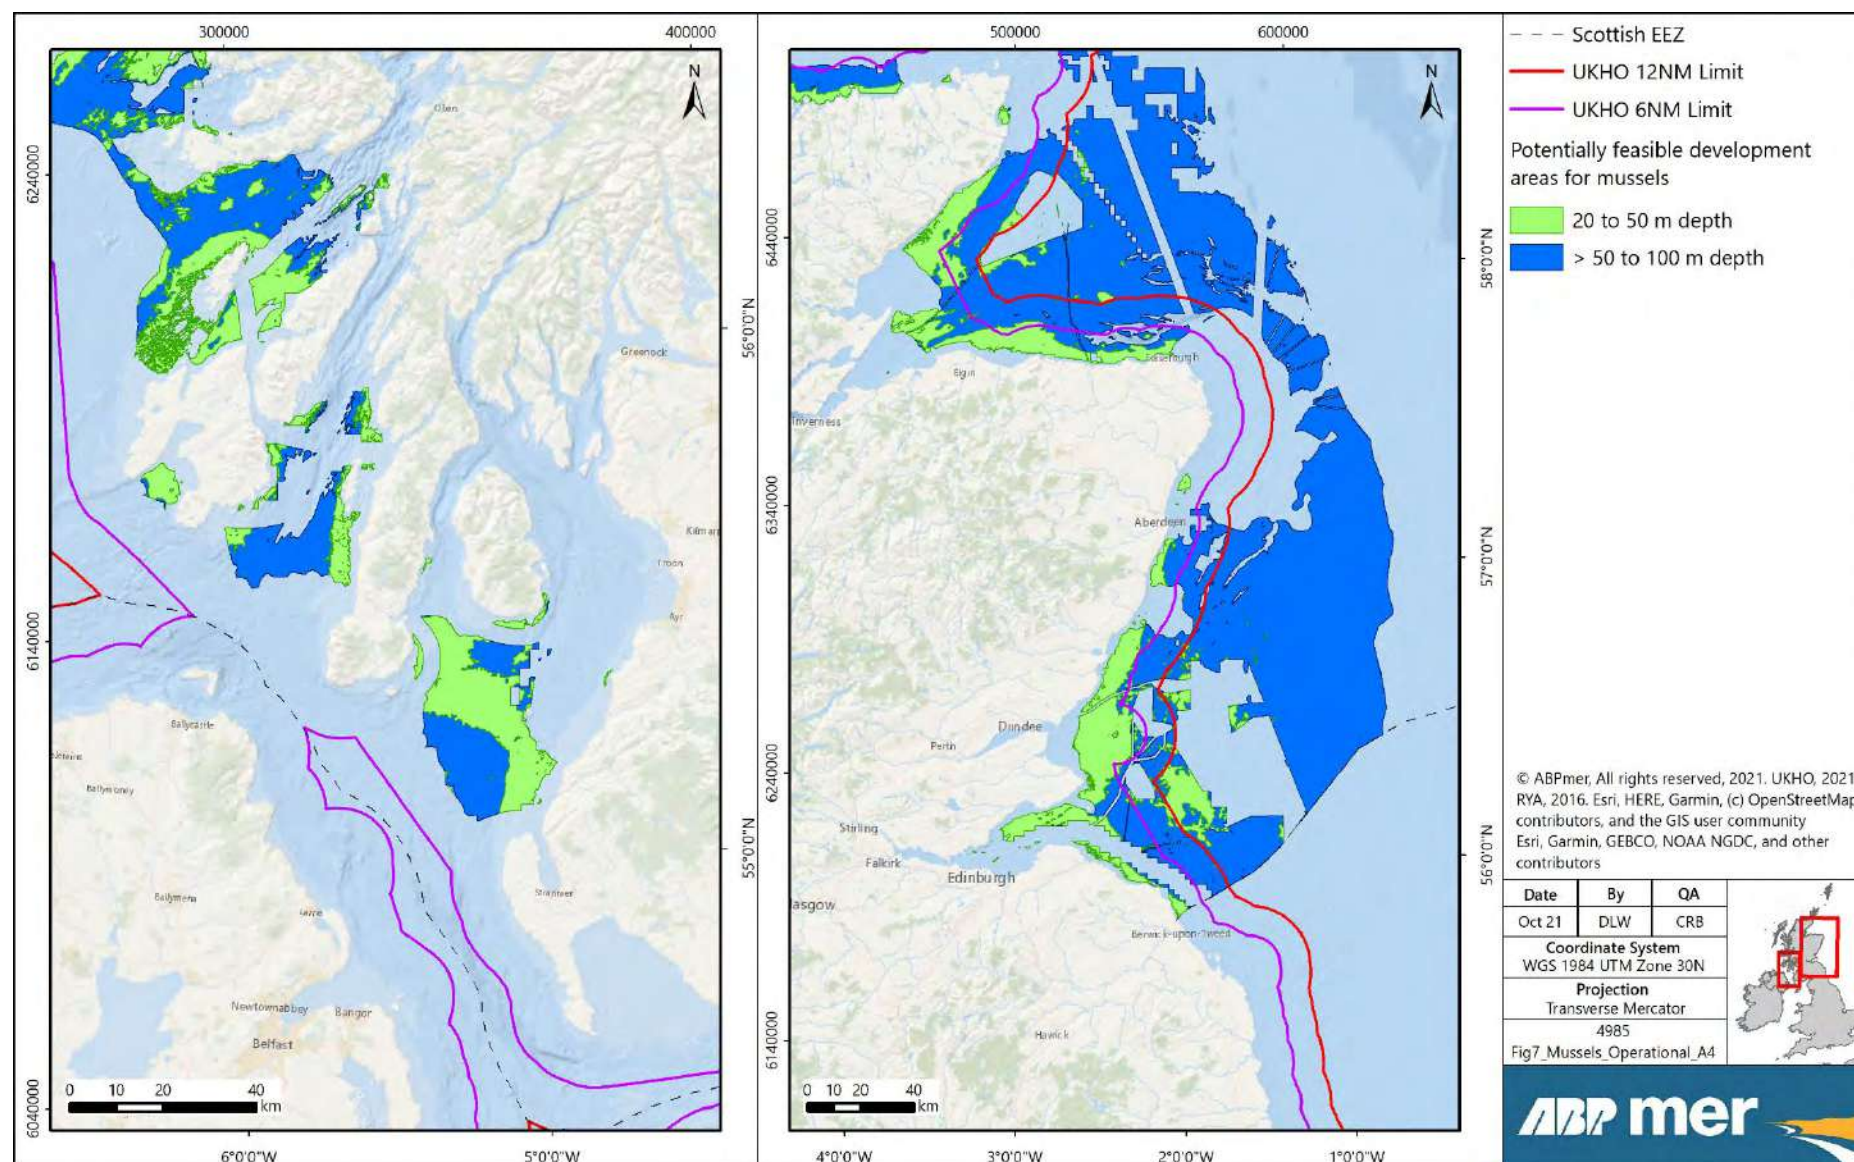 300000
400000
500000
600000
N
N
Scottish EEZ
UKHO 12NM Limit
UKHO 6NM Limit
Potentially feasible development
areas for mussels
20 to 50 m depth
> 50 to 100 m depth
6240000
6140000
6040000
56°0'0"N
55°0'0"N
6440000
6340000
6240000
6140000
58°0'0"N
57°0'0"N
56°0'0"N
Oban
Greenock
Troon
Ayr
Ballycastle
Ballymoney
Ballymena
Larne
Stranraer
Newtownabbey
Bangor
Belfast
Elgin
Fraserburgh
Inverness
Aberdeen
Dundee
Perth
Stirling
Falkirk
Edinburgh
lasgow
Berwick-upon-Tweed
Hawick
0 10 20 40
km
0 10 20 40
km
6°0'0"W
5°0'0"W
4°0'0"W
3°0'0"W
2°0'0"W
1°0'0"W
© ABPmer, All rights reserved, 2021. UKHO, 2021
RYA, 2016. Esri, HERE, Garmin, (c) OpenStreetMap
contributors, and the GIS user community
Esri, Garmin, GEBCO, NOAA NGDC, and other
contributors
Date By QA
Oct 21 DLW CRB
Coordinate System
WGS 1984 UTM Zone 30N
Projection
Transverse Mercator
4985
Fig7_Mussels_Operational_A4
ABPmer